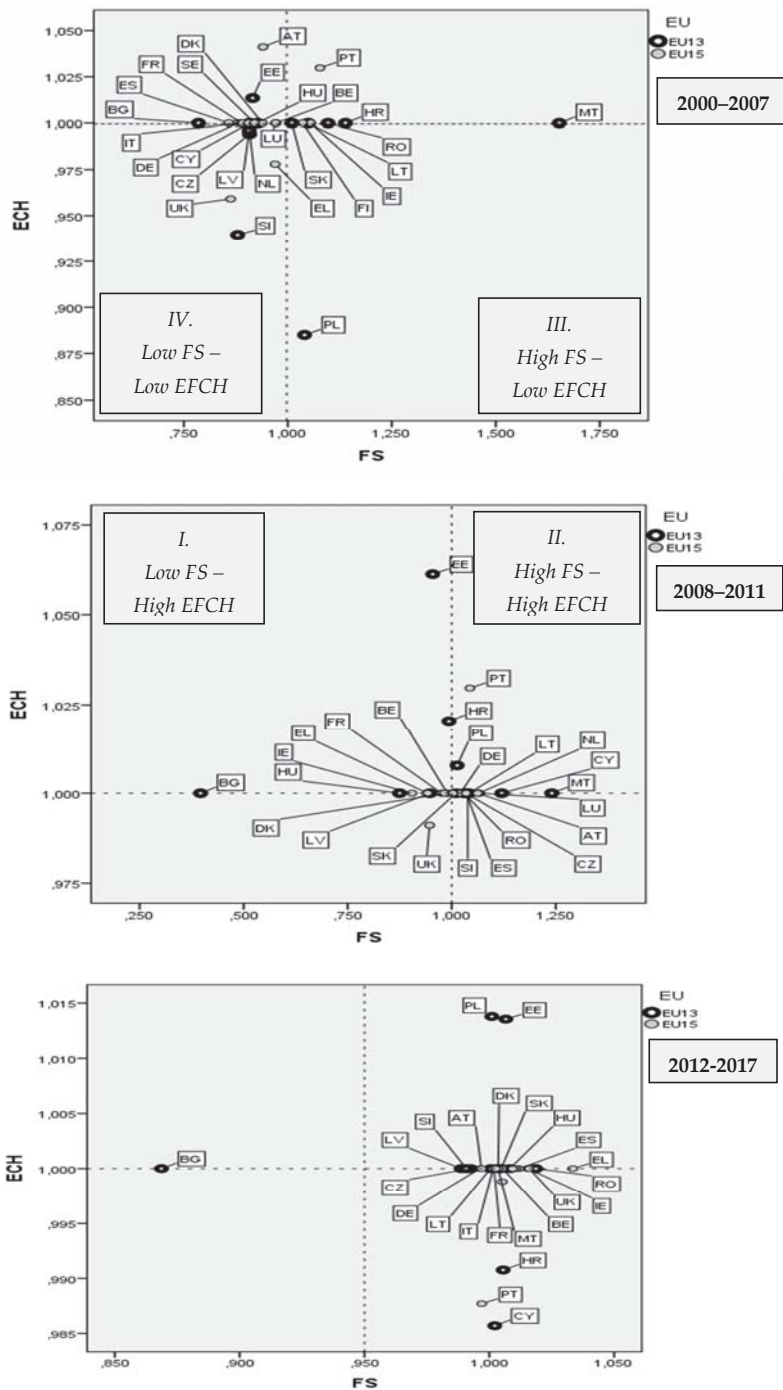 1,050
1,025
1,000
,975
,950
,925
,900
,875
,850
ECH
DK
AT
FR
SE
PT
ES
EE
HU
BE
BG
HR
MT
IT
LU
RO
DE
CY
LT
CZ
LV
NL
SK
IE
UK
EL
FI
SI
PL
IV.
Low FS –
Low EFCH
III.
High FS –
Low EFCH
,750
1,000
1,250
1,500
1,750
FS
EU
EU13
EU15
2000–2007
1,075
1,050
1,025
1,000
,975
ECH
I.
Low FS –
High EFCH
II.
High FS –
High EFCH
EE
PT
BE
HR
FR
EL
PL
LT
NL
IE
DE
CY
HU
BG
MT
LU
DK
LV
AT
SK
UK
RO
SI
ES
CZ
,250
,500
,750
1,000
1,250
FS
EU
EU13
EU15
2008–2011
1,015
1,010
1,005
1,000
,995
,990
,985
ECH
PL
EE
DK
SK
SI
AT
HU
LV
ES
BG
EL
CZ
RO
DE
UK
IE
LT
IT
FR
MT
BE
HR
PT
CY
,850
,900
,950
1,000
1,050
FS
EU
EU13
EU15
2012-2017